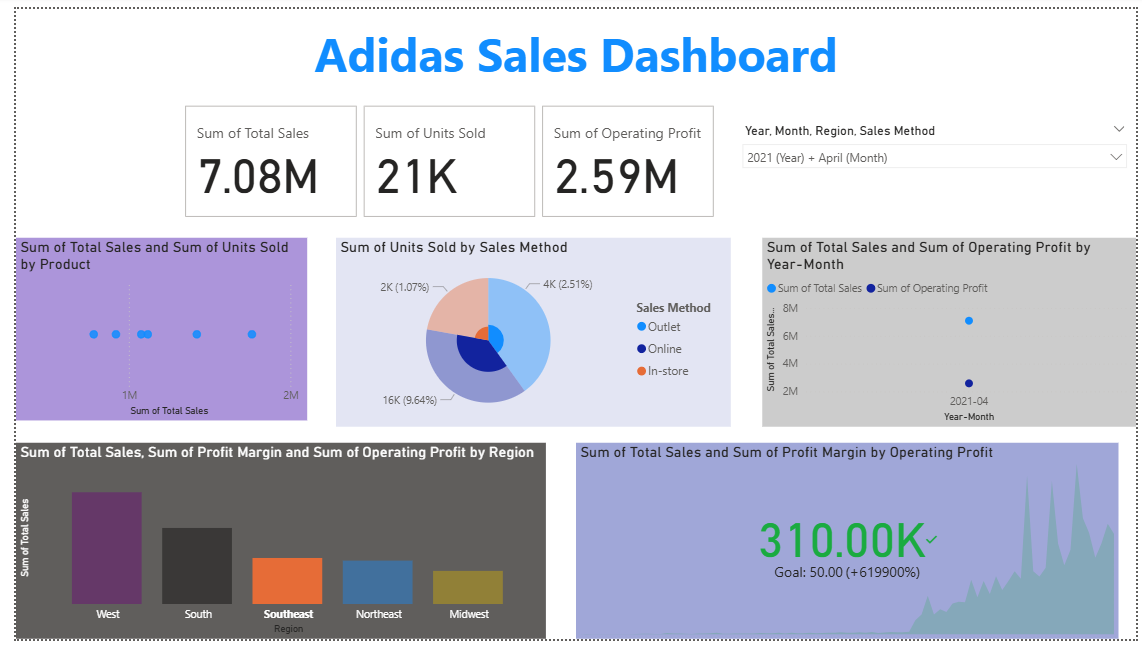 Adidas Sales Dashboard
Sum of Total Sales
7.08M
Sum of Units Sold
21K
Sum of Operating Profit
2.59M
Year, Month, Region, Sales Method
2021 (Year) + April (Month)
Sum of Total Sales and Sum of Units Sold
by Product
1M
2M
Sum of Total Sales
Sum of Units Sold by Sales Method
2K (1.07%)
4K (2.51%)
16K (9.64%)
Sales Method
Outlet
Online
In-store
Sum of Total Sales and Sum of Operating Profit by
Year-Month
Sum of Total Sales
Sum of Operating Profit
Sum of Total Sales...
8M
6M
4M
2M
2021-04
Year-Month
Sum of Total Sales, Sum of Profit Margin and Sum of Operating Profit by Region
Sum of Total Sales
West
South
Southeast
Northeast
Midwest
Region
Sum of Total Sales and Sum of Profit Margin by Operating Profit
310.00K
Goal: 50.00 (+619900%)